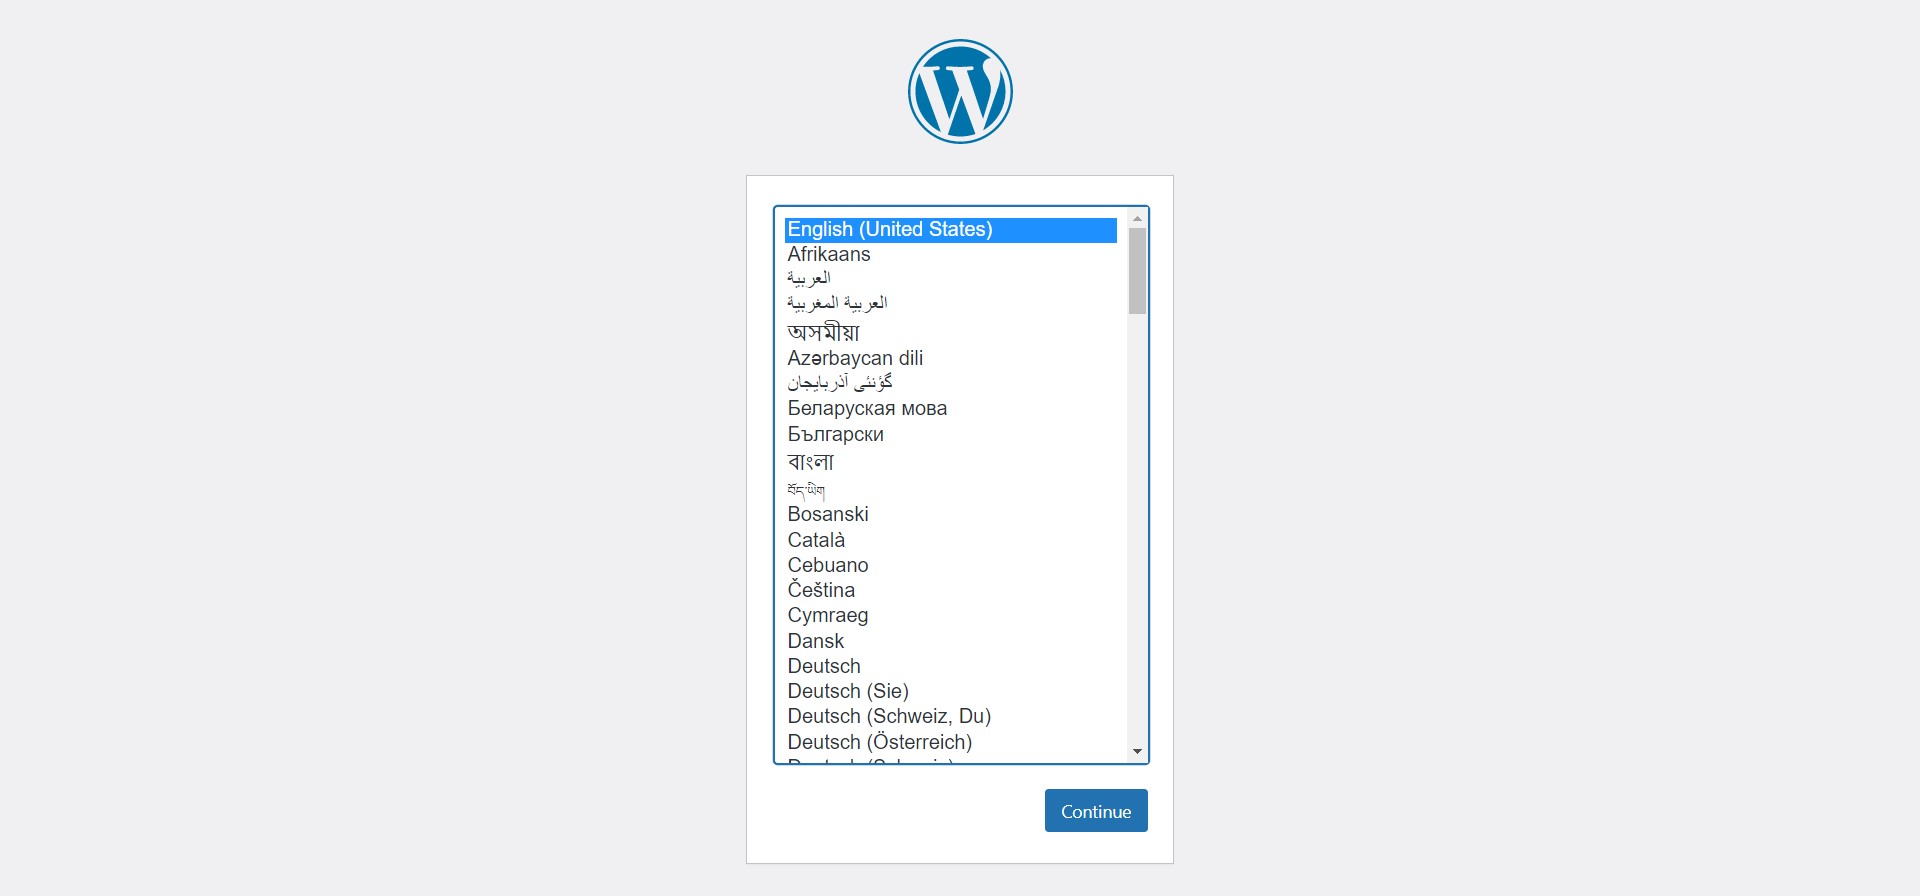 English (United States)
Afrikaans
العربية
العربية المغربية
অসমীয়া
Azərbaycan dili
گؤنئی آذربایجان
Беларуская мова
Български
বাংলা
བོད་ཡིག
Bosanski
Català
Cebuano
Čeština
Cymraeg
Dansk
Deutsch
Deutsch (Sie)
Deutsch (Schweiz, Du)
Deutsch (Österreich)
Continue